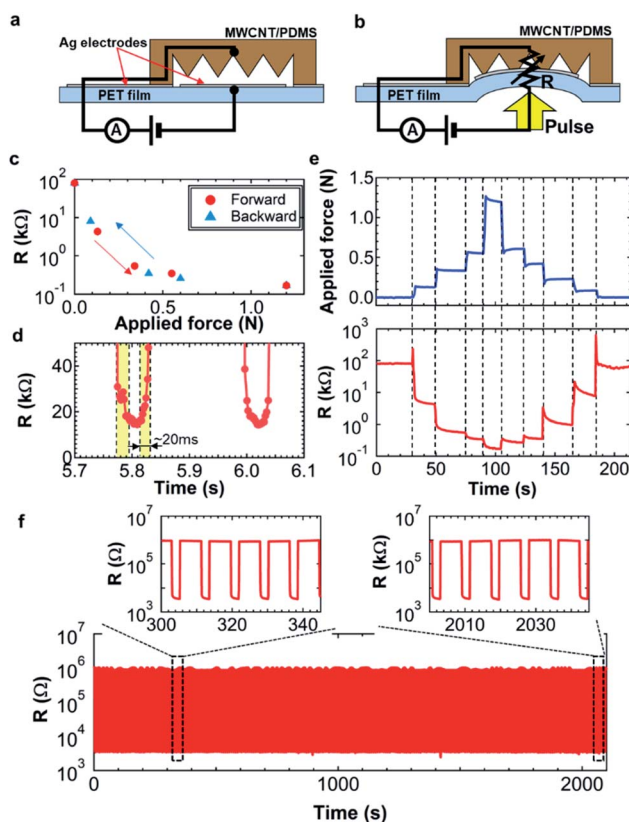 a
MWCNT/PDMS
Ag electrodes
PET film
A
b
MWCNT/PDMS
R
PET film
A
Pulse
c
R (kΩ)
10²
10¹
10⁰
10⁻¹
Forward
Backward
0.0 0.5 1.0
Applied force (N)
d
R (kΩ)
40
20
0
~20ms
5.7 5.8 5.9 6.0 6.1
Time (s)
e
Applied force (N)
1.5
1.0
0.5
0.0
R (kΩ)
10³
10²
10¹
10⁰
10⁻¹
0 50 100 150 200
Time (s)
f
R (Ω)
10⁷
10⁵
10³
300 320 340
R (kΩ)
10⁷
10⁵
10³
2010 2030
R (Ω)
10⁷
10⁶
10⁵
10⁴
10³
0 1000 2000
Time (s)